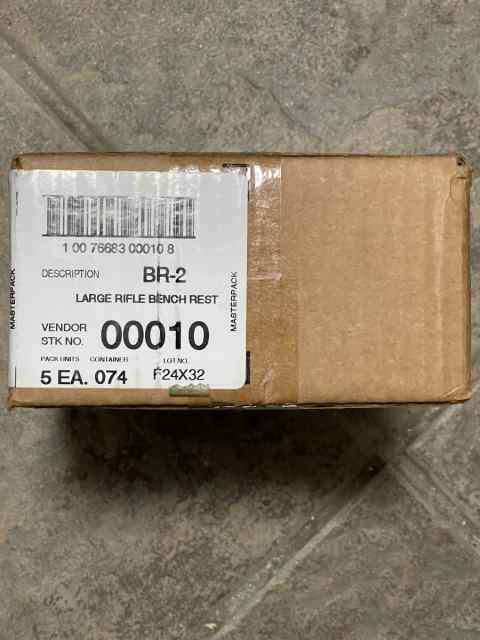 1 00 76683 00010 8
DESCRIPTION BR-2
LARGE RIFLE BENCH REST
MASTERPACK
MASTERPACK
VENDOR
STK NO. 00010
PACK UNITS CONTAINER LOT NO.
5 EA. 074 F24X32